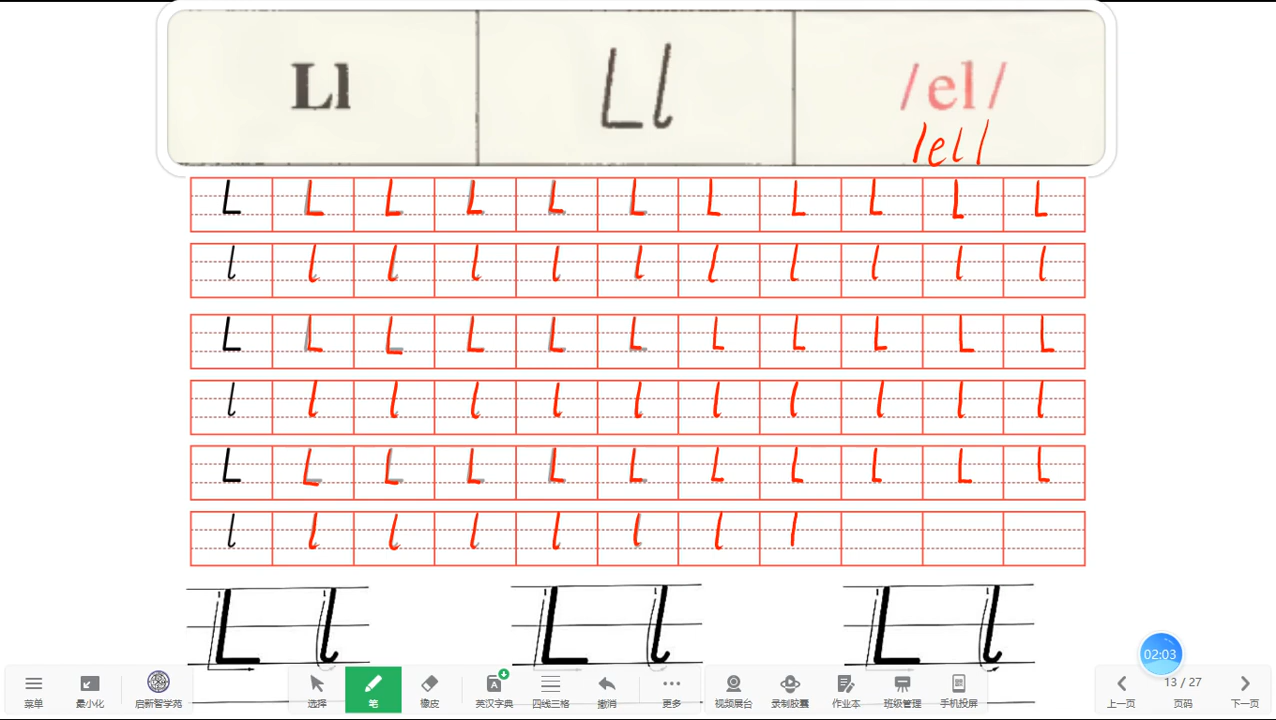 Ll Ll /el/
/el/
L L L L L L L L L L L
l l l l l l l l l l l
L L L L L L L L L L L
l l l l l l l l l l l
L L L L L L L L L L L
l l l l l l l l
Ll Ll Ll
02:03
菜单 最小化 启新智学苑 选择 笔 橡皮 英汉字典 四线三格 撤消 更多 视频展台 录制胶囊 作业本 班级管理 手机投屏 上一页 13 / 27 页码 下一页